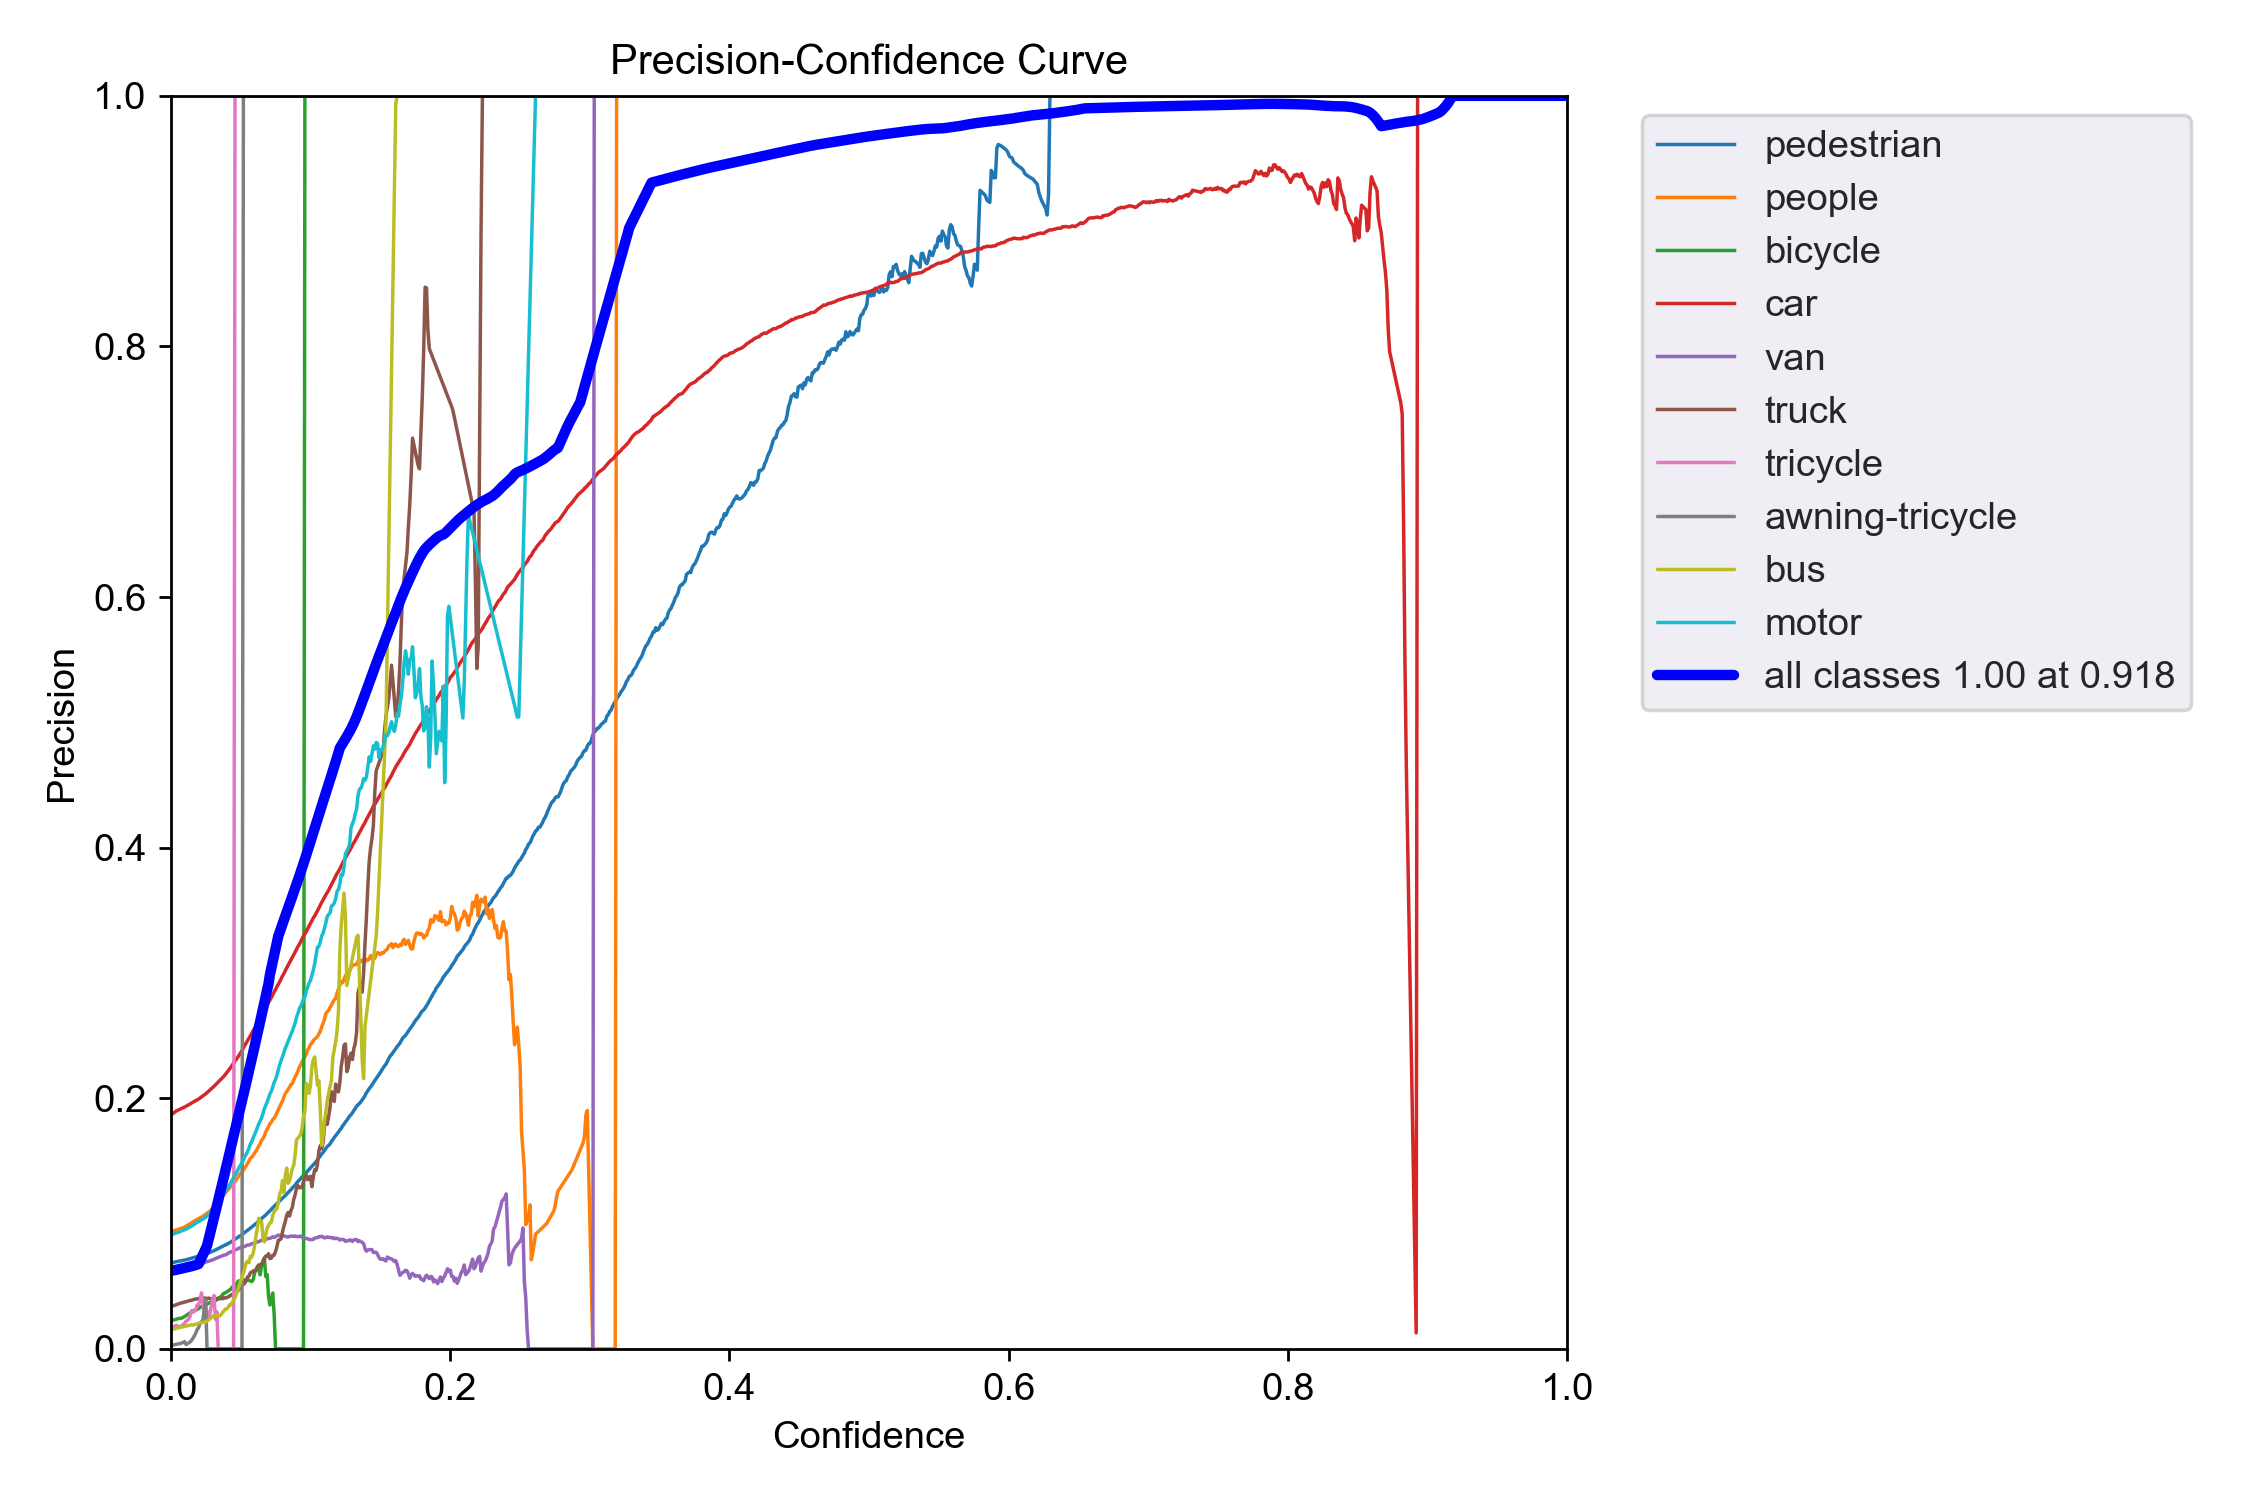 Precision-Confidence Curve
1.0
0.8
0.6
0.4
0.2
0.0
Precision
0.0 0.2 0.4 0.6 0.8 1.0
Confidence
pedestrian
people
bicycle
car
van
truck
tricycle
awning-tricycle
bus
motor
all classes 1.00 at 0.918